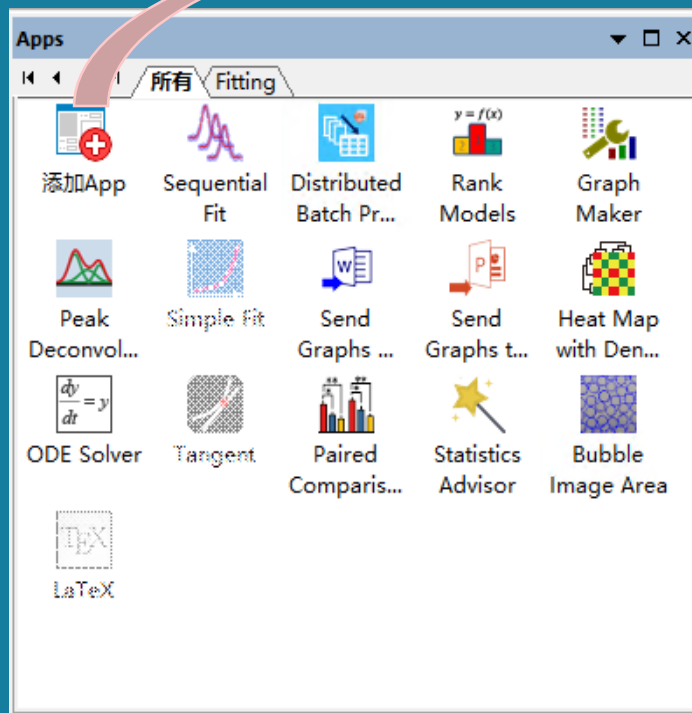 Apps
所有 Fitting
y = f(x)
添加App Sequential Distributed Rank Graph
Fit Batch Pr... Models Maker
W P
Peak Simple Fit Send Send Heat Map
Deconvol... Graphs ... Graphs t... with Den...
dy/dt = y
** **
ODE Solver Tangent Paired Statistics Bubble
Comparis... Advisor Image Area
TEX
LaTeX